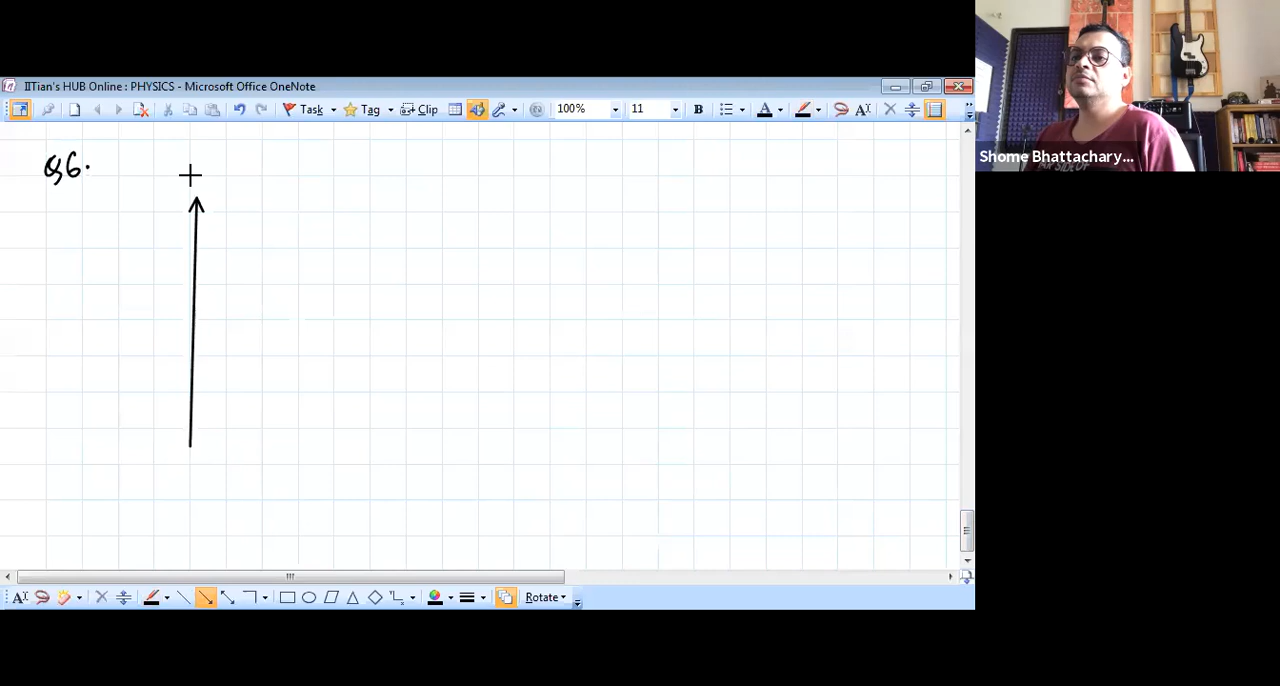 IITian's HUB Online : PHYSICS - Microsoft Office OneNote
Task Tag Clip 100% 11 B A
Q6.
Rotate
Shome Bhattachary...